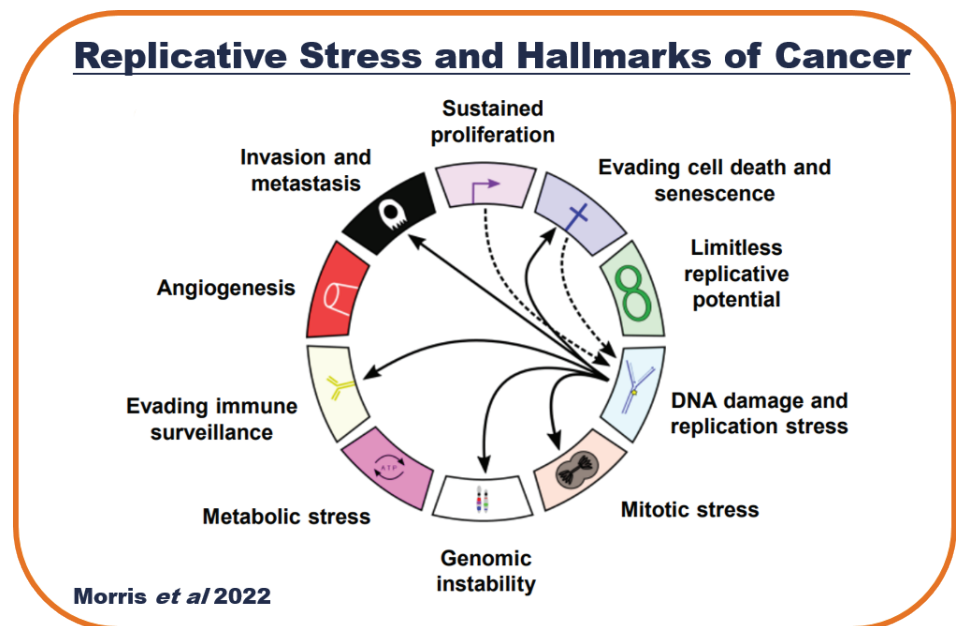 Replicative Stress and Hallmarks of Cancer
Sustained
proliferation
Invasion and
metastasis
Evading cell death and
senescence
Limitless
replicative
potential
Angiogenesis
DNA damage and
replication stress
Evading immune
surveillance
ATP
Metabolic stress
Mitotic stress
Genomic
instability
Morris et al 2022